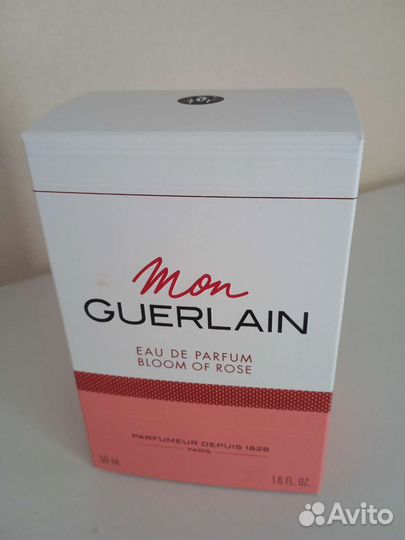 Mon
GUERLAIN
EAU DE PARFUM
BLOOM OF ROSE
PARFUMEUR DEPUIS 1828
PARIS
50 mL
1.6 FL. OZ.
Avito